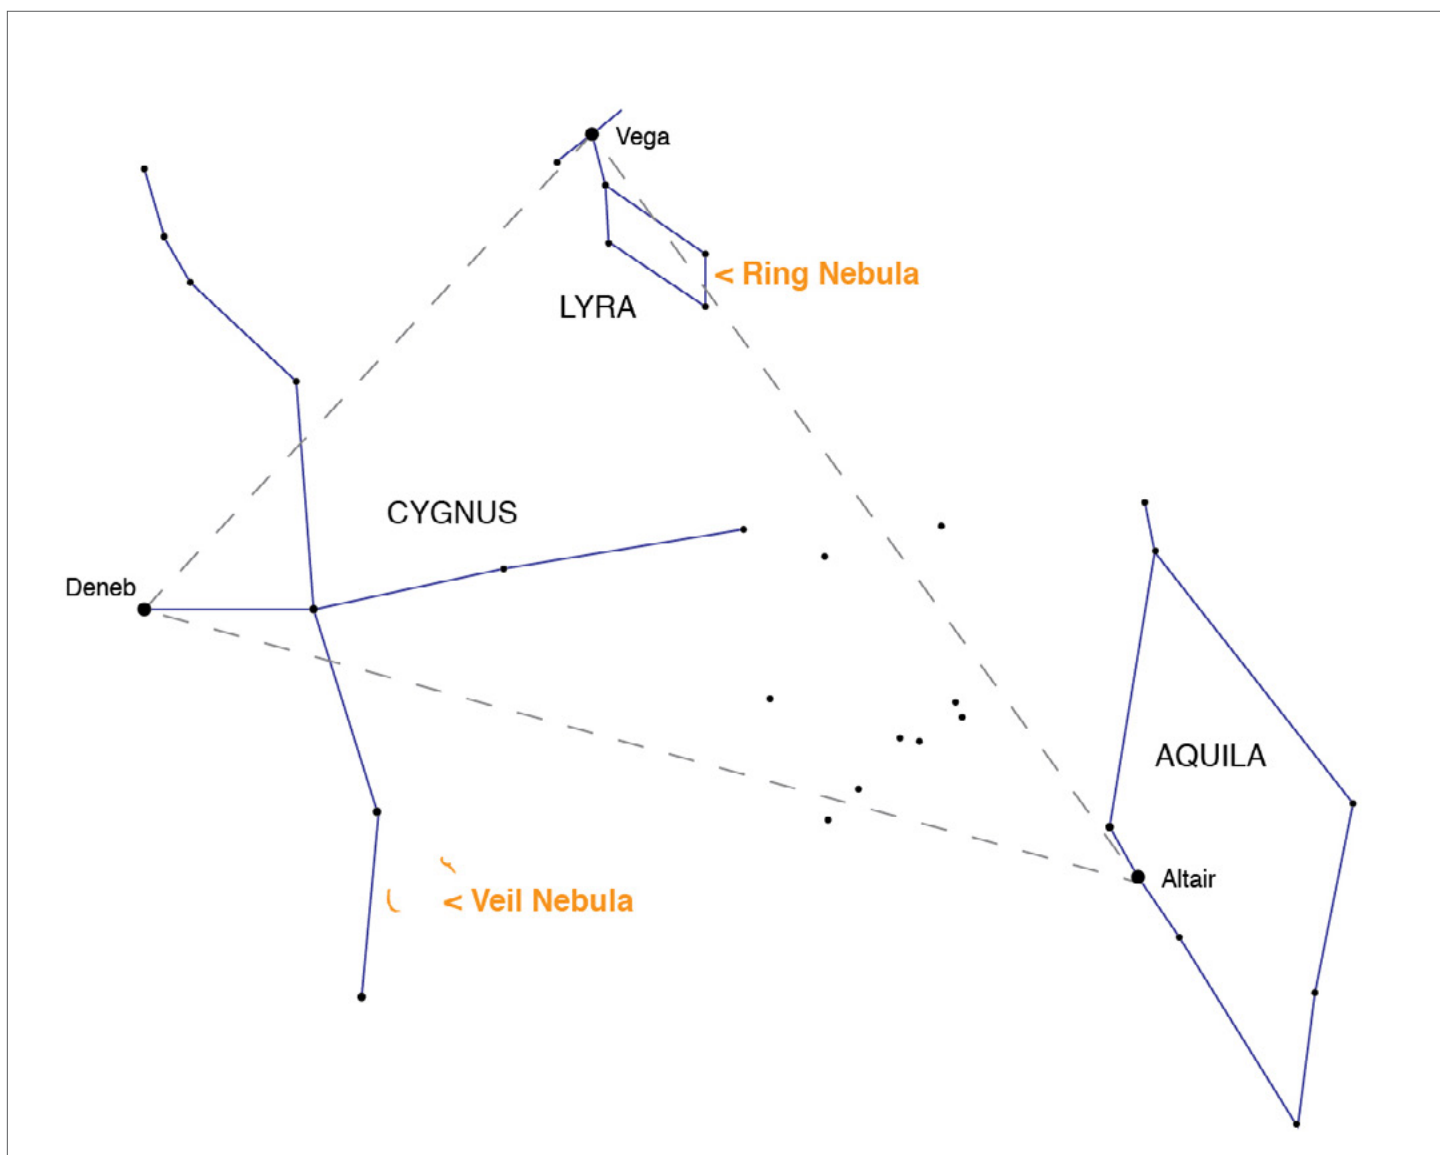 Vega
< Ring Nebula
LYRA
CYGNUS
Deneb
AQUILA
Altair
< Veil Nebula